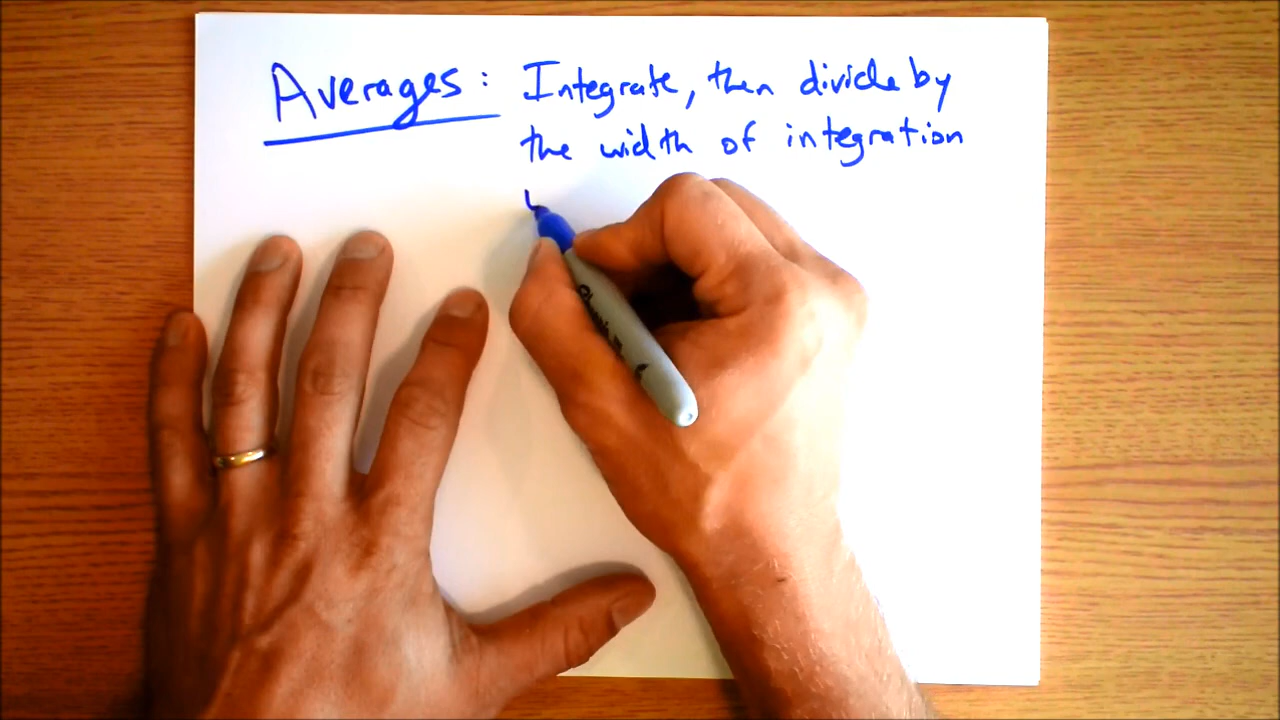 Averages: Integrate, then divide by
the width of integration